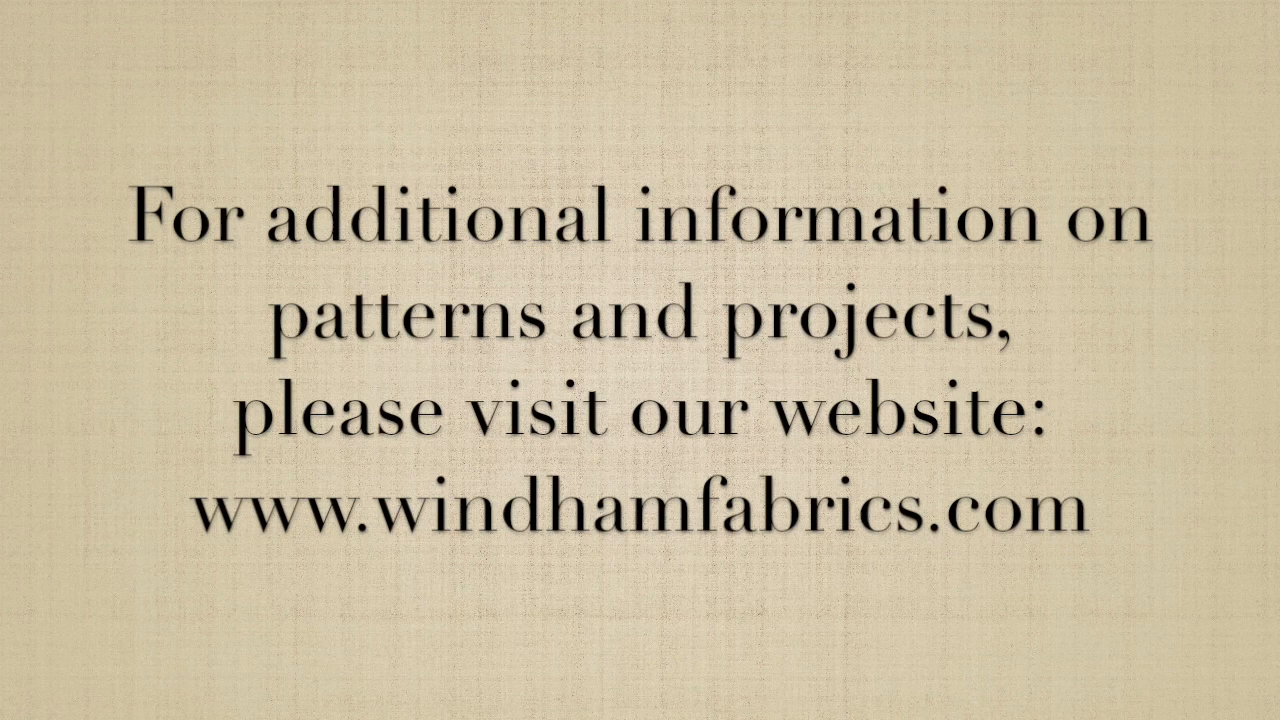 For additional information on
patterns and projects,
please visit our website:
www.windhamfabrics.com